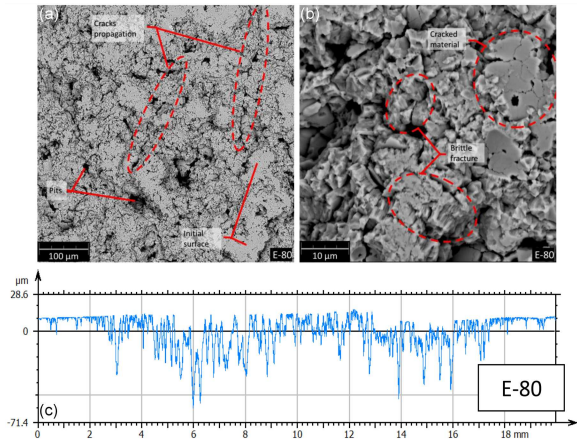 (a)
Cracks
propagation
Pits
Initial
surface
100 µm
E-80
(b)
Cracked
material
Brittle
fracture
10 µm
E-80
µm
28.6
0
-71.4
(c)
E-80
0.0 2 4 6 8 10 12 14 16 18 mm